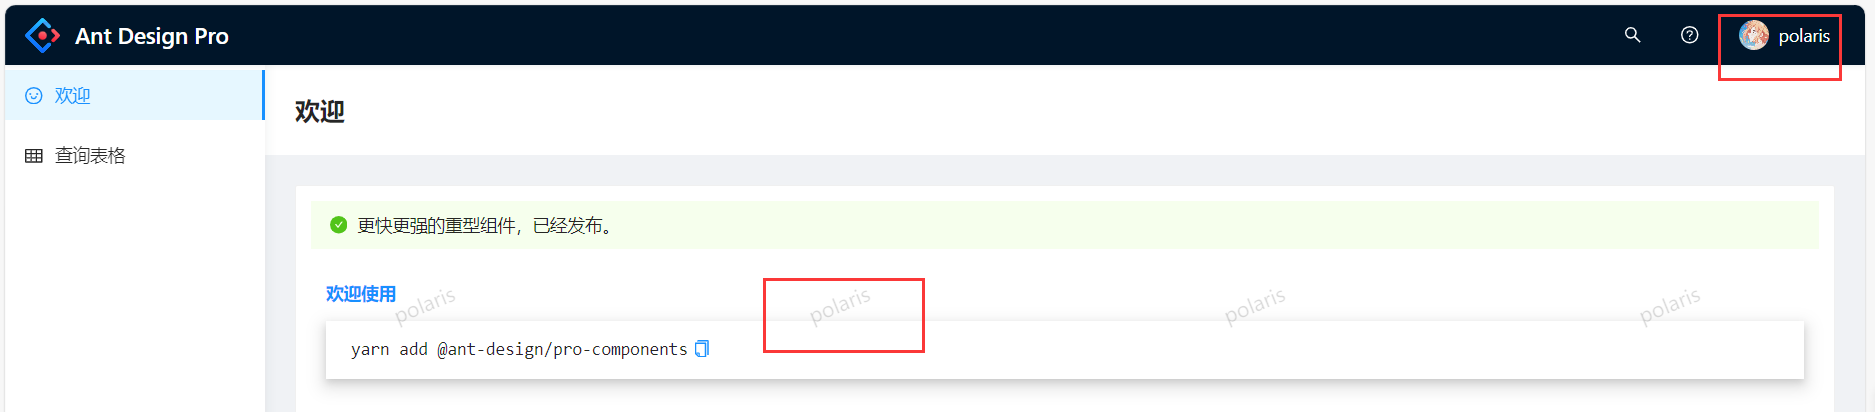 Ant Design Pro
polaris
欢迎
欢迎
查询表格
更快更强的重型组件，已经发布。
欢迎使用
polaris
polaris
polaris
polaris
yarn add @ant-design/pro-components